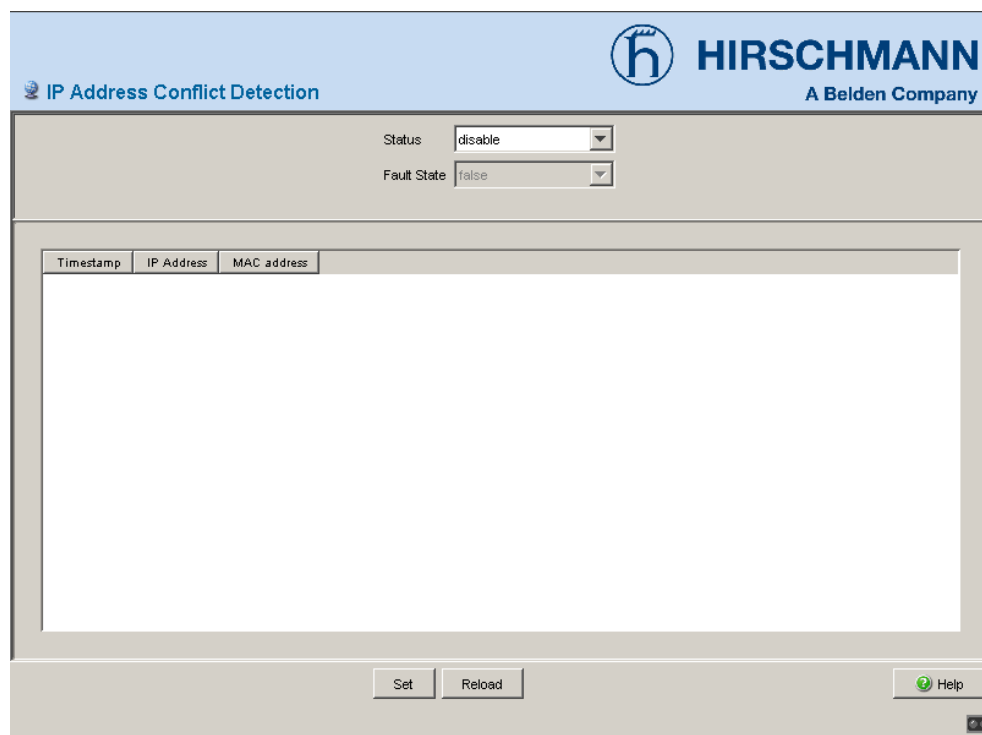 HIRSCHMANN
IP Address Conflict Detection
A Belden Company
Status disable
Fault State false
Timestamp IP Address MAC address
Set Reload Help